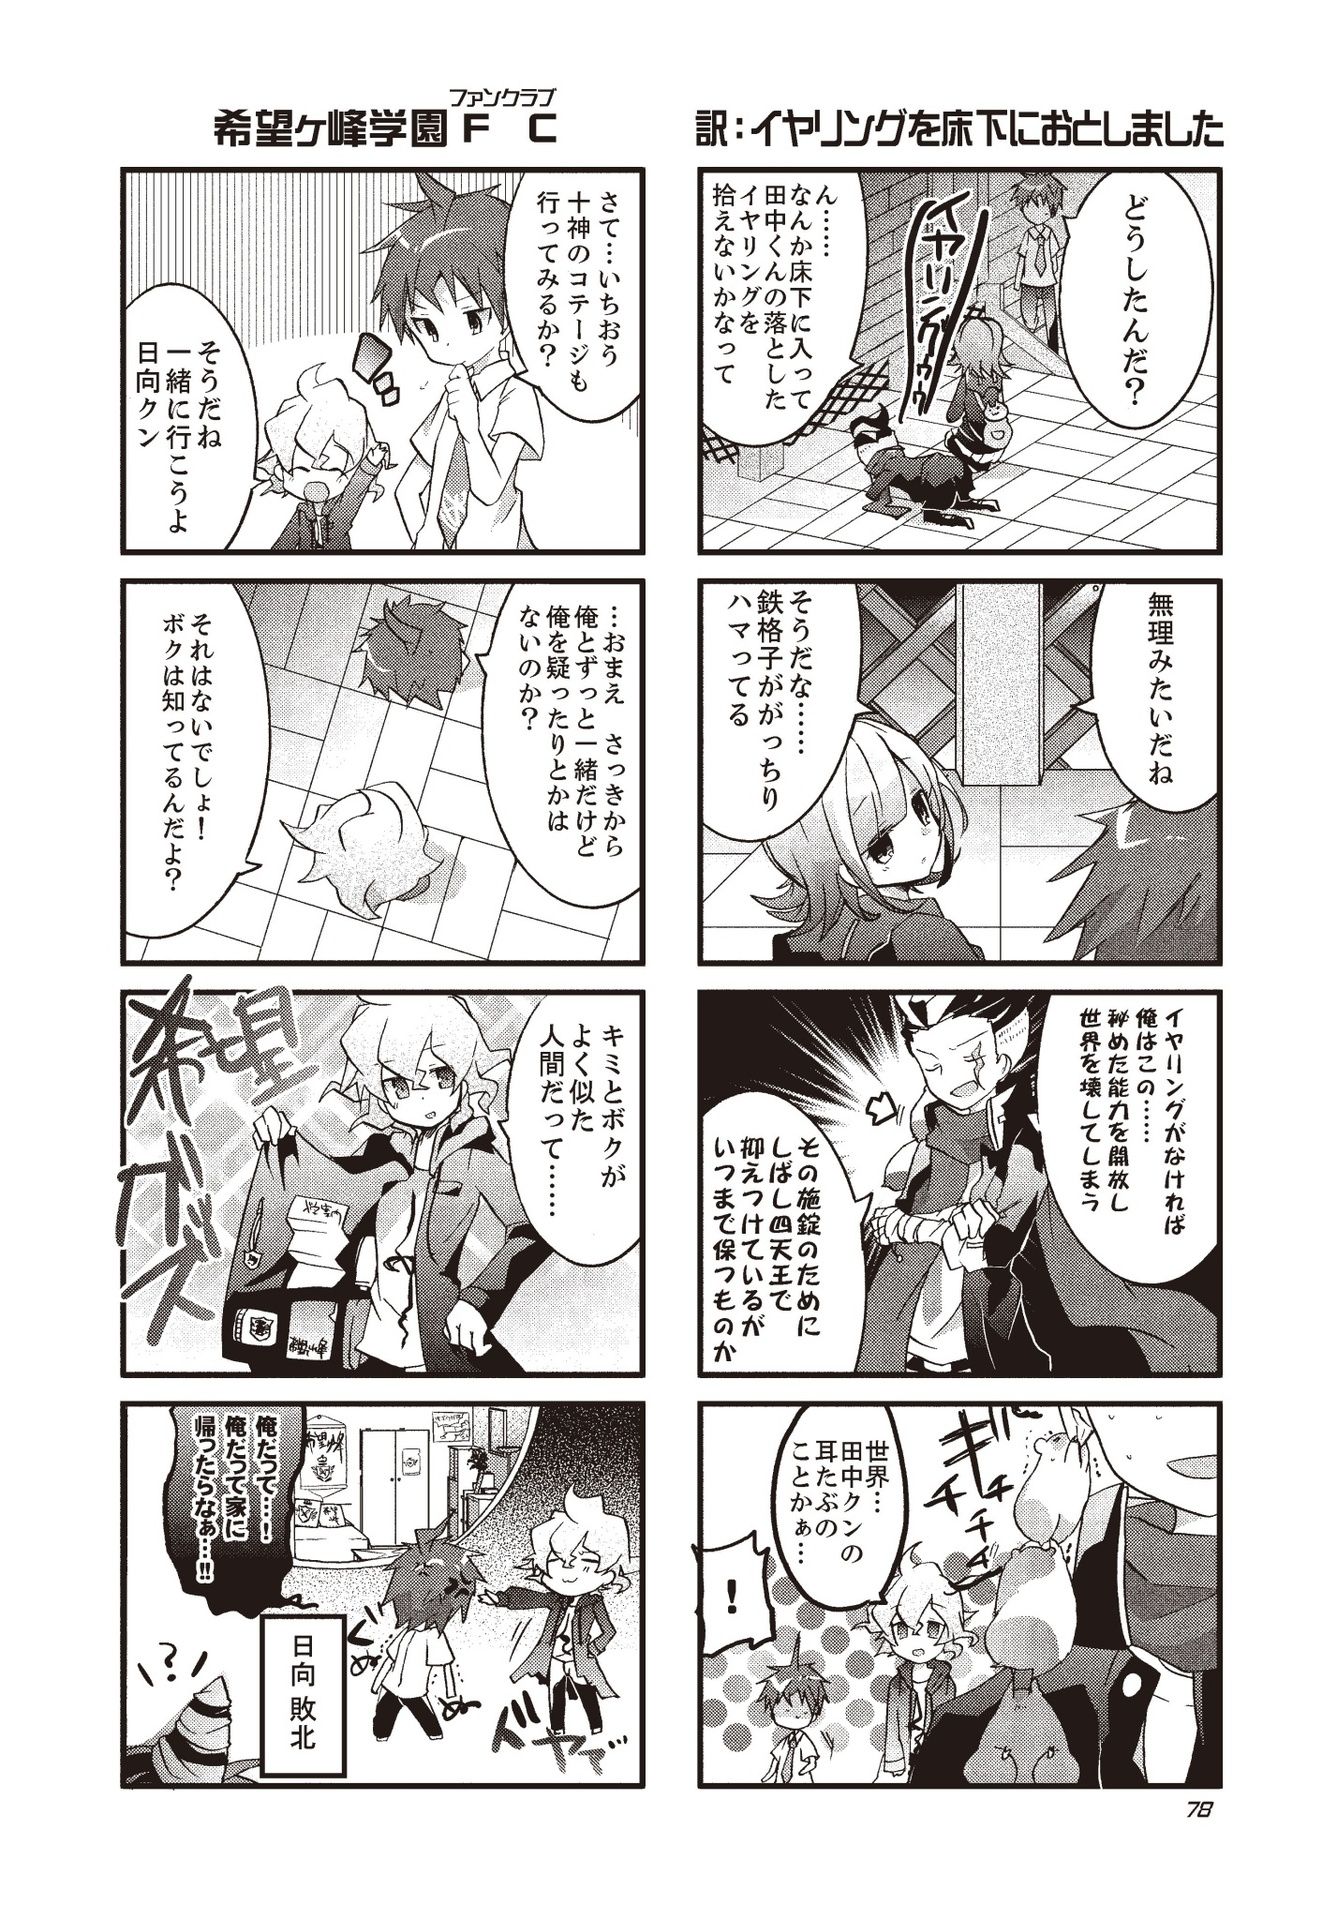 訳：イヤリングを床下におとしました
どうしたんだ？
イヤリングゥゥ
ん……
なんか床下に入って
田中くんの落とした
イヤリングを
拾えないかなって
無理みたいだね
そうだな……
鉄格子ががっちり
ハマってる
イヤリングがなければ
俺はこの……
秘めた能力を開放し
世界を壊してしまう
その施錠のために
しばし四天王で
抑えつけているが
いつまで保つものか
チチチチ
世界…
田中クンの
耳たぶの
ことかぁ…
！
ファンクラブ
希望ヶ峰学園ＦＣ
さて…いちおう
十神のコテージも
行ってみるか？
そうだね
一緒に行こうよ
日向クン
…おまえ　さっきから
俺とずっと一緒だけど
俺を疑ったりとかは
ないのか？
それはないでしょ！
ボクは知ってるんだよ？
キミとボクが
よく似た
人間だって……
希望グッズ
俺だって…！
俺だって家に
帰ったらなぁ…!!
ドヤァ
日向 敗北
？!
78